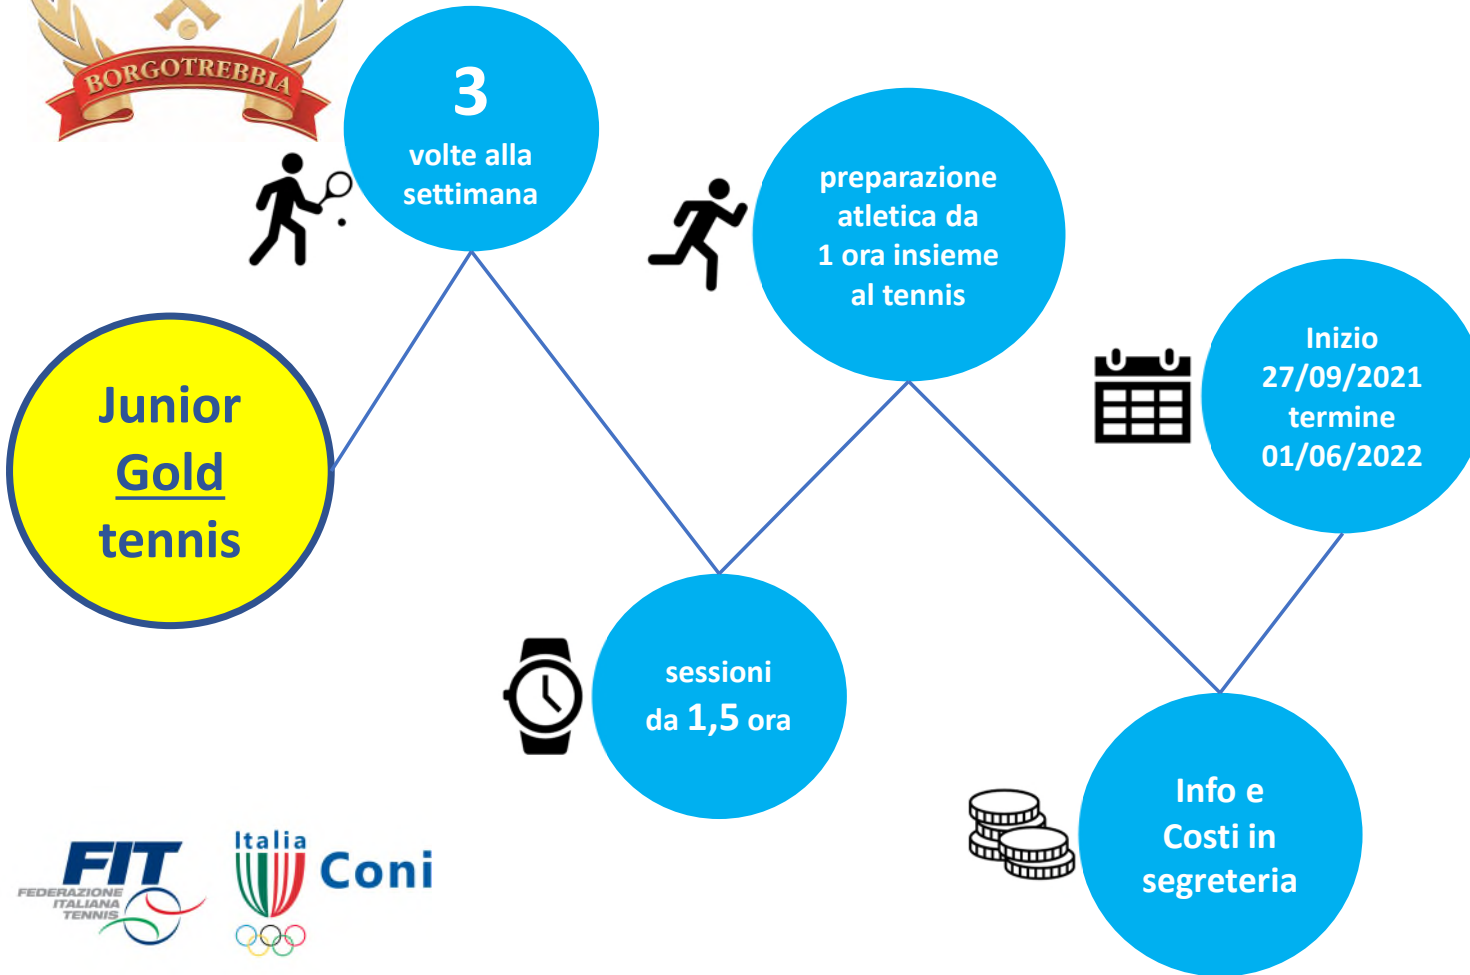 BORGOTREBBIA
3
volte alla
settimana
preparazione
atletica da
1 ora insieme
al tennis
Inizio
27/09/2021
termine
01/06/2022
Junior
Gold
tennis
sessioni
da 1,5 ora
Info e
Costi in
segreteria
FIT
FEDERAZIONE
ITALIANA
TENNIS
Italia
Coni